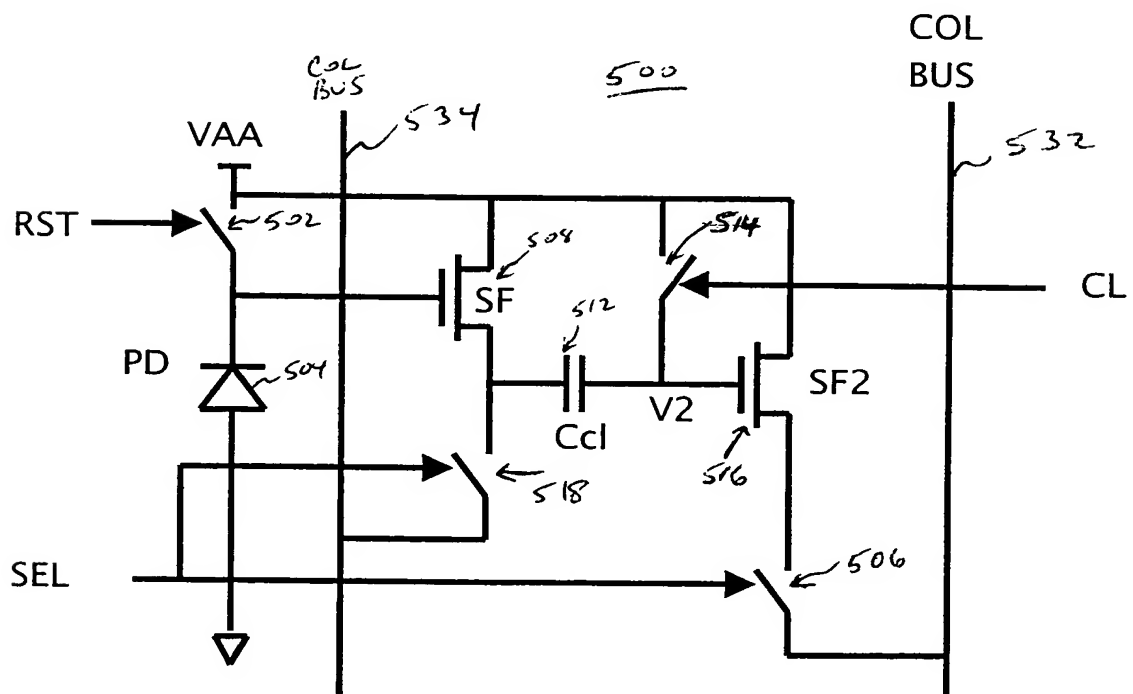 COL
BUS
COL
BUS
500
534
VAA
532
RST
502
508
514
SF
CL
512
PD
504
SF2
V2
Ccl
516
518
SEL
506